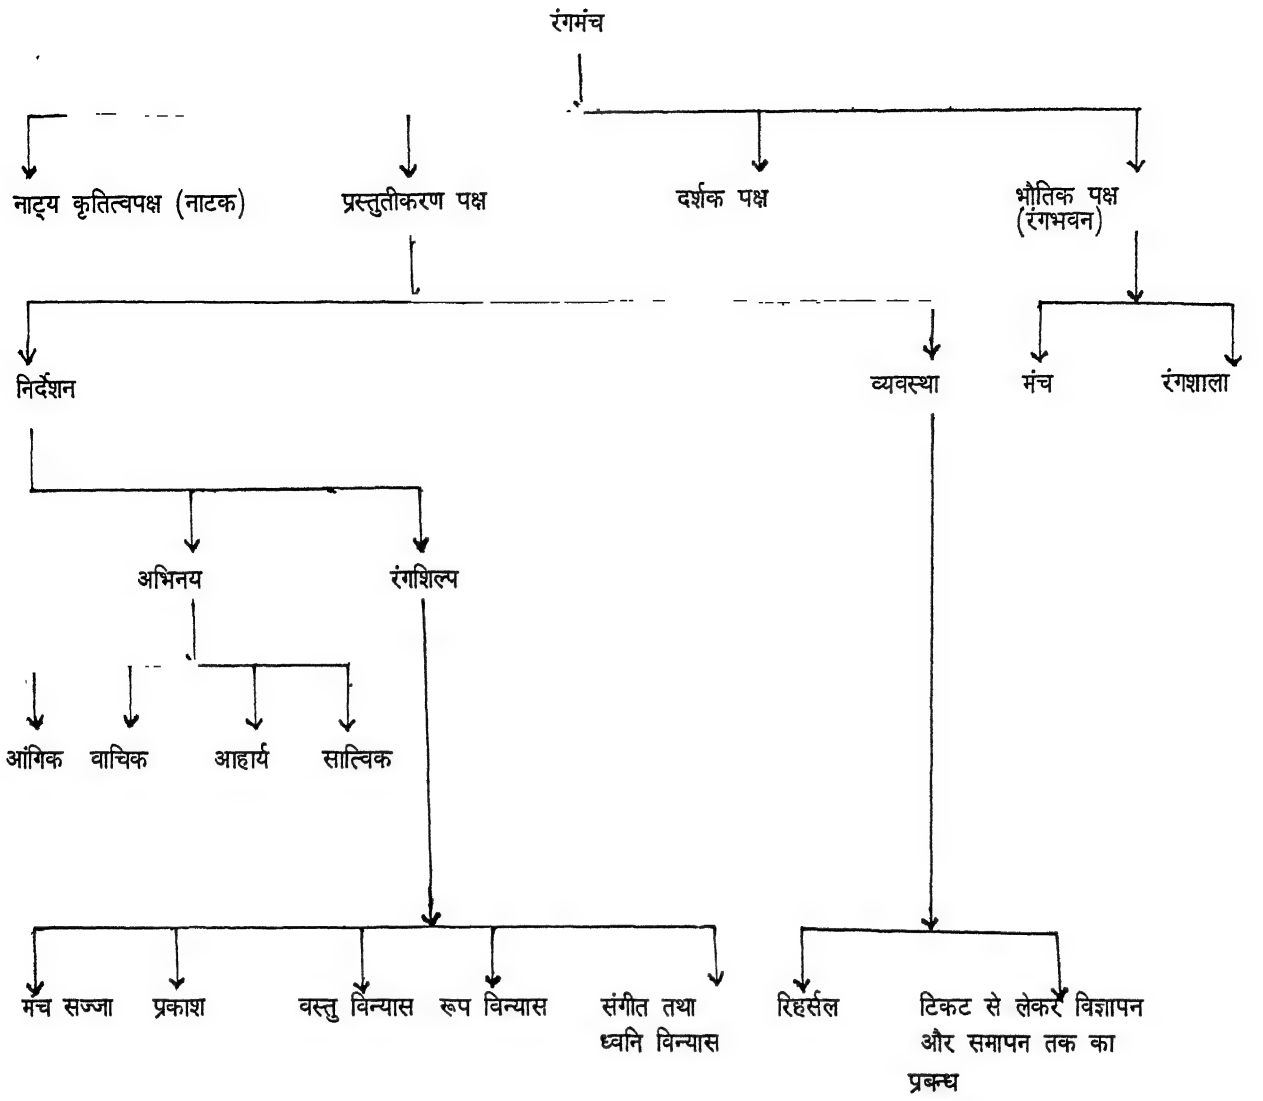 रंगमंच
नाट्य कृतित्वपक्ष (नाटक)
प्रस्तुतीकरण पक्ष
दर्शक पक्ष
भौतिक पक्ष
(रंगभवन)
निर्देशन
व्यवस्था
मंच
रंगशाला
अभिनय
रंगशिल्प
आंगिक
वाचिक
आहार्य
सात्विक
मंच सज्जा
प्रकाश
वस्तु विन्यास
रूप विन्यास
संगीत तथा
ध्वनि विन्यास
रिहर्सल
टिकट से लेकर विज्ञापन
और समापन तक का
प्रबन्ध